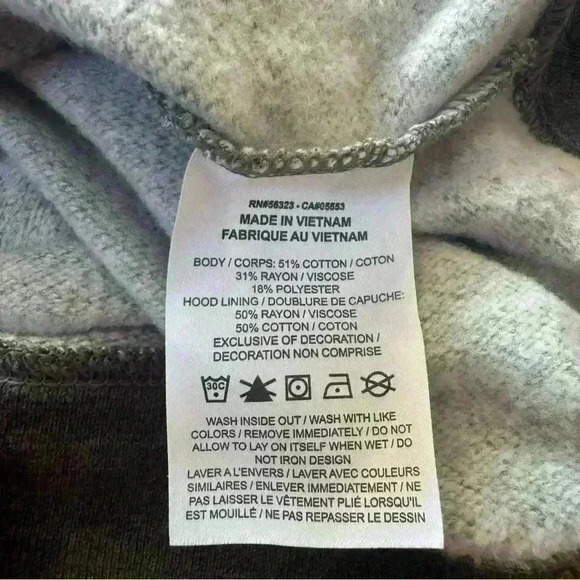 RN#56323 - CA#05553
MADE IN VIETNAM
FABRIQUE AU VIETNAM
BODY / CORPS: 51% COTTON / COTON
31% RAYON / VISCOSE
18% POLYESTER
HOOD LINING / DOUBLURE DE CAPUCHE:
50% RAYON / VISCOSE
50% COTTON / COTON
EXCLUSIVE OF DECORATION /
DECORATION NON COMPRISE
30C
WASH INSIDE OUT / WASH WITH LIKE
COLORS / REMOVE IMMEDIATELY / DO NOT
ALLOW TO LAY ON ITSELF WHEN WET / DO
NOT IRON DESIGN
LAVER A L'ENVERS / LAVER AVEC COULEURS
SIMILAIRES / ENLEVER IMMEDIATEMENT / NE
PAS LAISSER LE VÊTEMENT PLIÉ LORSQU'IL
EST MOUILLÉ / NE PAS REPASSER LE DESSIN